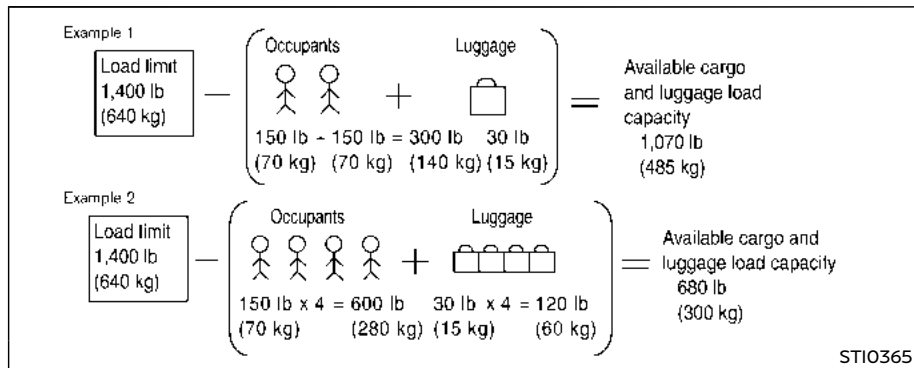 Example 1
Load limit
1,400 lb
(640 kg)
−
Occupants
+
Luggage
150 lb - 150 lb = 300 lb 30 lb
(70 kg) (70 kg) (140 kg) (15 kg)
=
Available cargo
and luggage load
capacity
1,070 lb
(485 kg)
Example 2
Load limit
1,400 lb
(640 kg)
−
Occupants
+
Luggage
150 lb x 4 = 600 lb 30 lb x 4 = 120 lb
(70 kg) (280 kg) (15 kg) (60 kg)
=
Available cargo and
luggage load capacity
680 lb
(300 kg)
STI0365